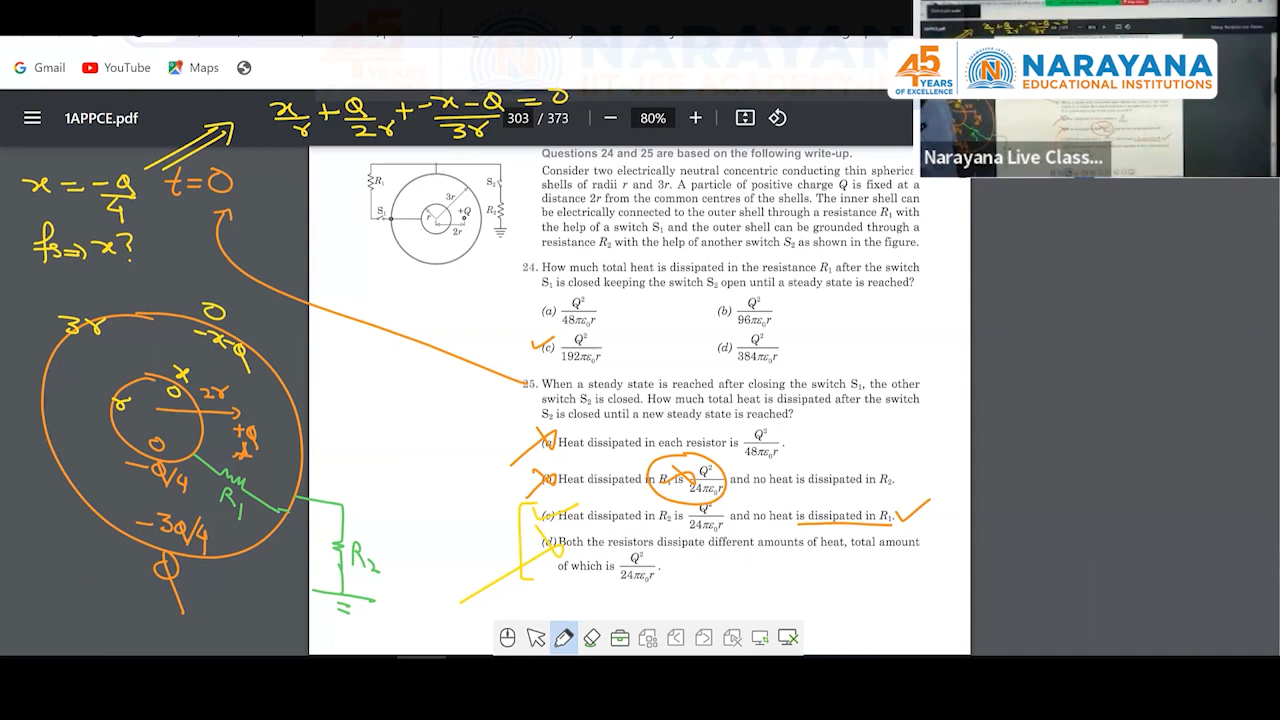 Gmail
YouTube
Maps
1APPCE.pdf
303 / 373
80%
45
YEARS
OF EXCELLENCE
NARAYANA
EDUCATIONAL INSTITUTIONS
Narayana Live Class...
x/r + Q/2r + -x-Q/3r = 0
t=0
x = -Q/4
fs ⇒ x?
3r
0
-x-Q
x
0
r
2r
+Q
0
-Q/4
R1
-3Q/4
R2
R₁
S₁
S₂
R₂
3r
r
+Q
2r
Questions 24 and 25 are based on the following write-up.
Consider two electrically neutral concentric conducting thin spherical
shells of radii r and 3r. A particle of positive charge Q is fixed at a
distance 2r from the common centres of the shells. The inner shell can
be electrically connected to the outer shell through a resistance R₁ with
the help of a switch S₁ and the outer shell can be grounded through a
resistance R₂ with the help of another switch S₂ as shown in the figure.
24. How much total heat is dissipated in the resistance R₁ after the switch
S₁ is closed keeping the switch S₂ open until a steady state is reached?
(a) Q²/48πε₀r (b) Q²/96πε₀r
(c) Q²/192πε₀r (d) Q²/384πε₀r
25. When a steady state is reached after closing the switch S₁, the other
switch S₂ is closed. How much total heat is dissipated after the switch
S₂ is closed until a new steady state is reached?
(a) Heat dissipated in each resistor is Q²/48πε₀r.
(b) Heat dissipated in R₁ is Q²/24πε₀r and no heat is dissipated in R₂.
(c) Heat dissipated in R₂ is Q²/24πε₀r and no heat is dissipated in R₁.
(d) Both the resistors dissipate different amounts of heat, total amount
of which is Q²/24πε₀r.